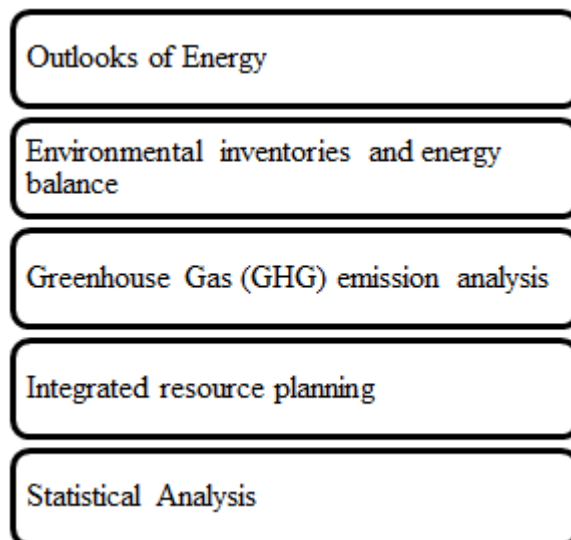 Outlooks of Energy
Environmental inventories and energy
balance
Greenhouse Gas (GHG) emission analysis
Integrated resource planning
Statistical Analysis